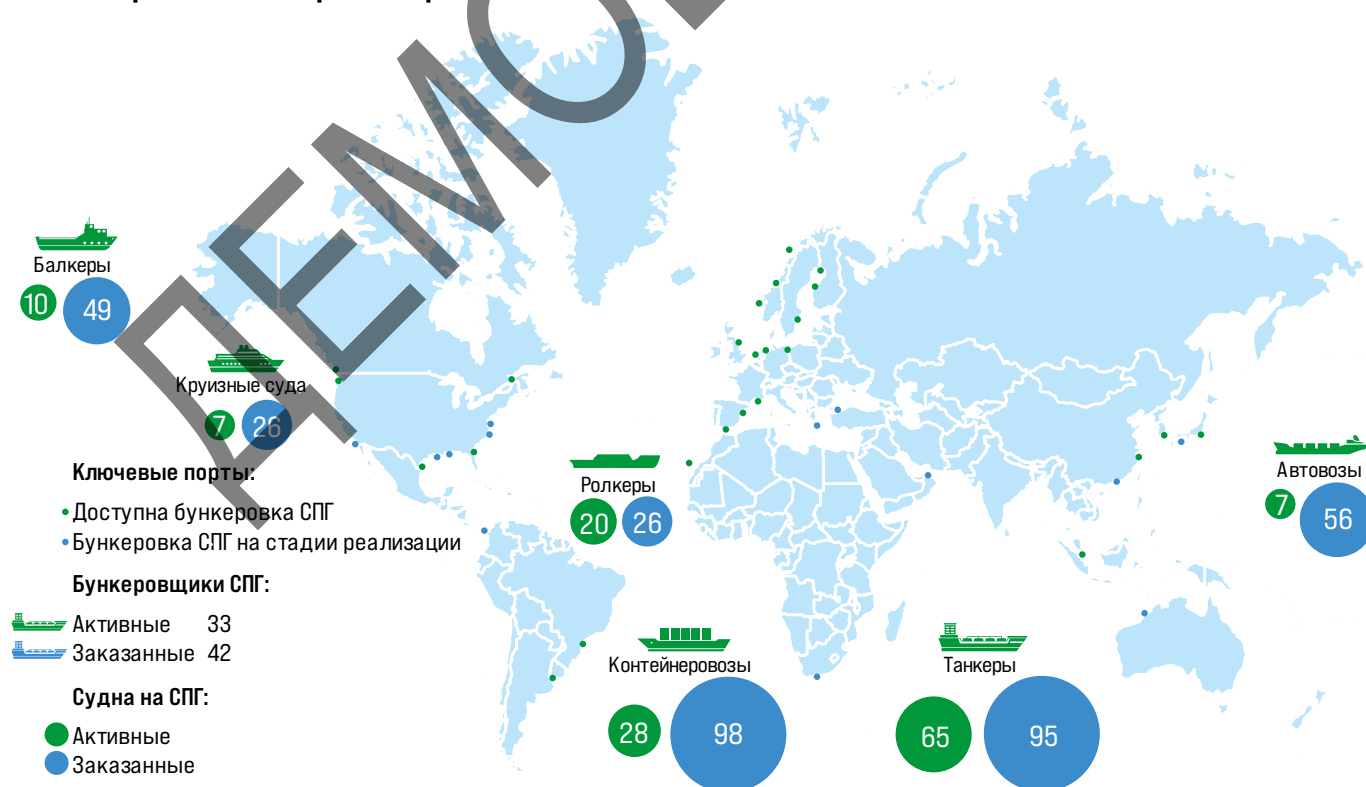 ДЕМО
Балкеры
10
49
Круизные суда
7
26
Ключевые порты:
Доступна бункеровка СПГ
Бункеровка СПГ на стадии реализации
Бункеровщики СПГ:
Активные 33
Заказанные 42
Судна на СПГ:
Активные
Заказанные
Ролкеры
20
26
Контейнеровозы
28
98
Танкеры
65
95
Автовозы
7
56